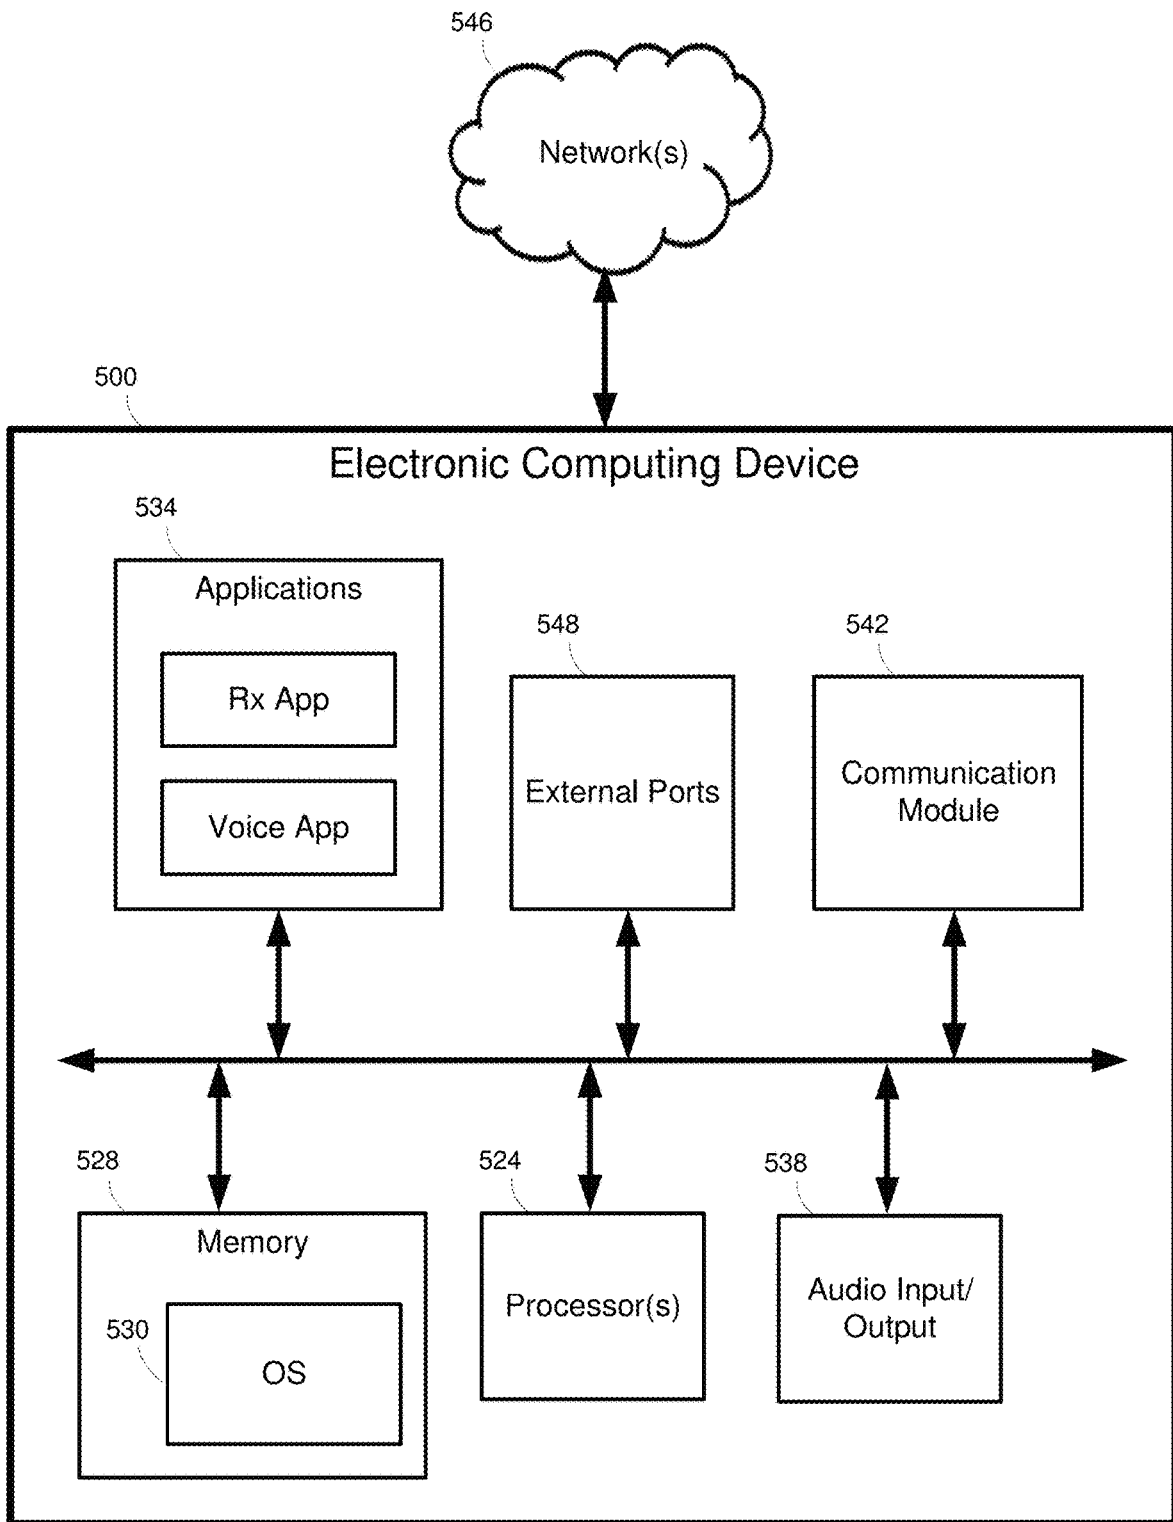 546
Network(s)
500
Electronic Computing Device
534
Applications
Rx App
Voice App
548
External Ports
542
Communication
Module
528
Memory
530
OS
524
Processor(s)
538
Audio Input/
Output